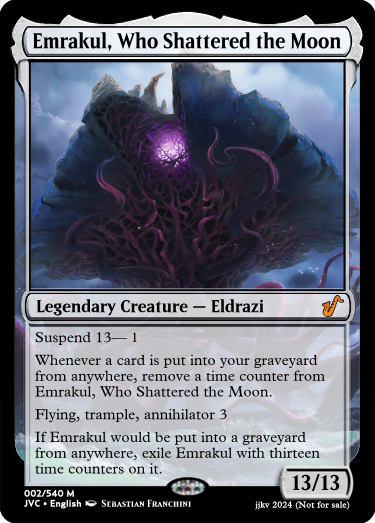 Emrakul, Who Shattered the Moon
Legendary Creature — Eldrazi
Suspend 13— 1
Whenever a card is put into your graveyard
from anywhere, remove a time counter from
Emrakul, Who Shattered the Moon.
Flying, trample, annihilator 3
If Emrakul would be put into a graveyard
from anywhere, exile Emrakul with thirteen
time counters on it.
13/13
002/540 M
JVC • English Sebastian Franchini
jjkv 2024 (Not for sale)